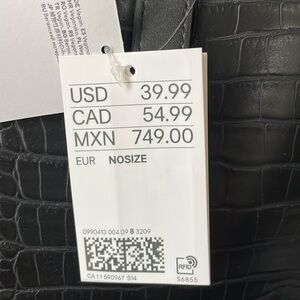 USD 39.99
CAD 54.99
MXN 749.00
EUR NOSIZE
0990413 004 09 8 3209
CA11590967 S14
RFID
56855